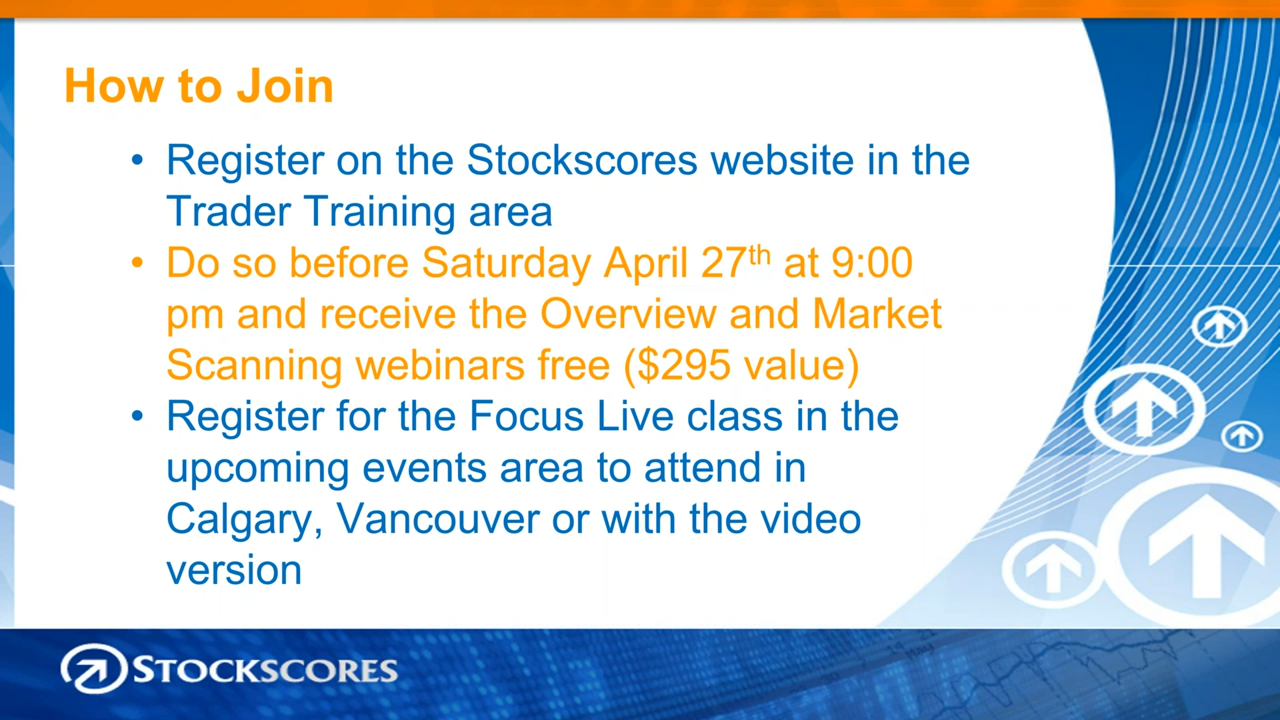 How to Join
• Register on the Stockscores website in the
Trader Training area
• Do so before Saturday April 27th at 9:00
pm and receive the Overview and Market
Scanning webinars free ($295 value)
• Register for the Focus Live class in the
upcoming events area to attend in
Calgary, Vancouver or with the video
version
STOCKSCORES